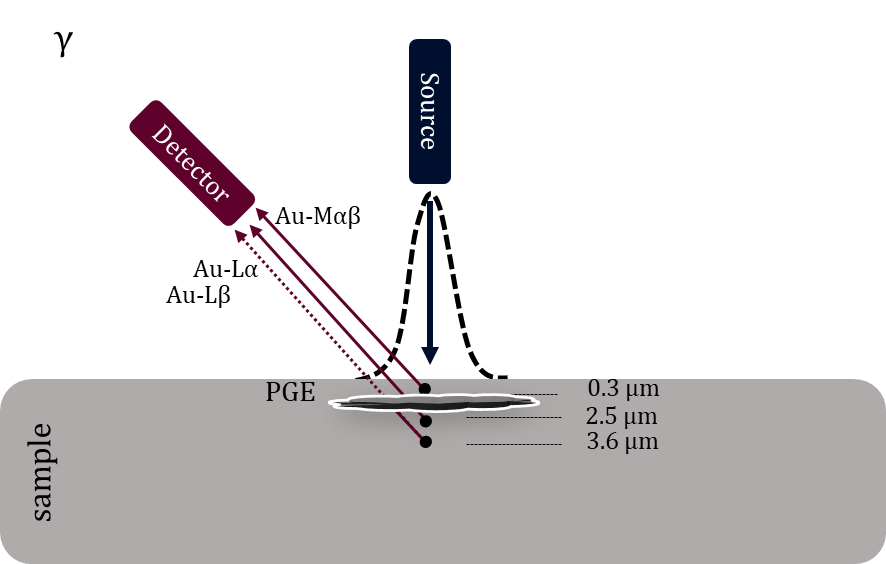 γ
Source
Detector
Au-Mαβ
Au-Lα
Au-Lβ
PGE
0.3 μm
2.5 μm
3.6 μm
sample